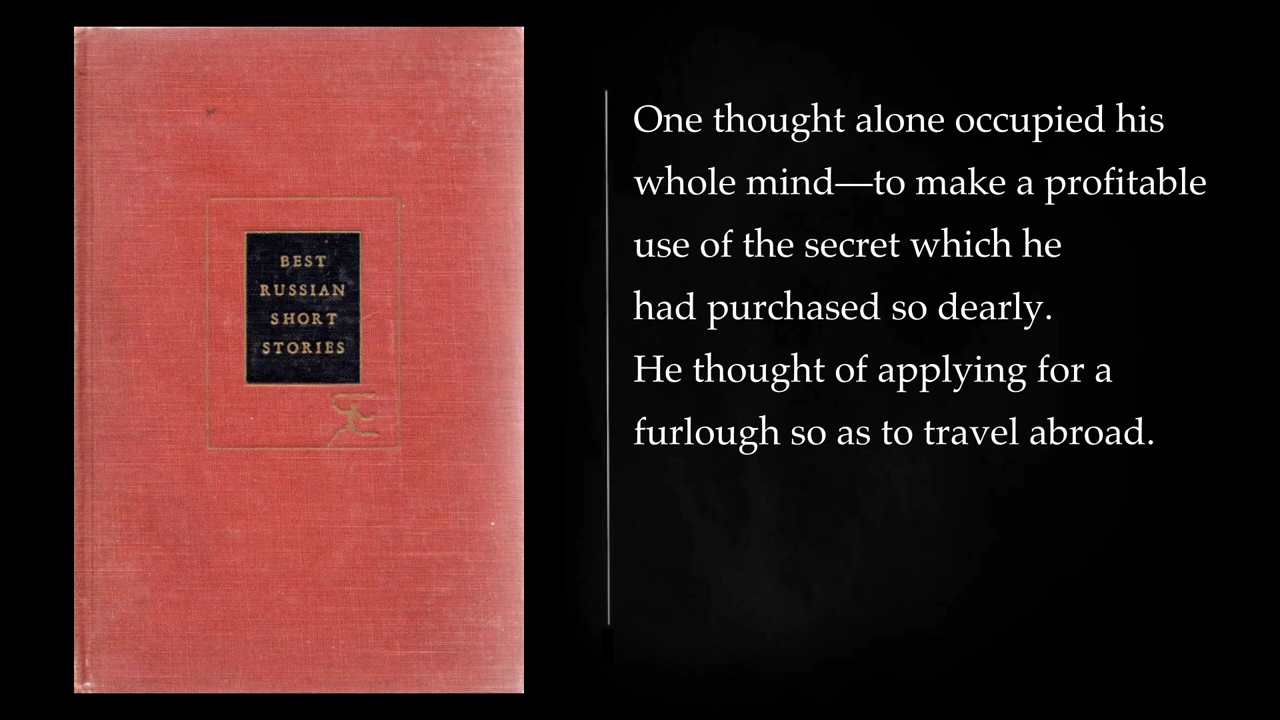 BEST
RUSSIAN
SHORT
STORIES
One thought alone occupied his
whole mind—to make a profitable
use of the secret which he
had purchased so dearly.
He thought of applying for a
furlough so as to travel abroad.